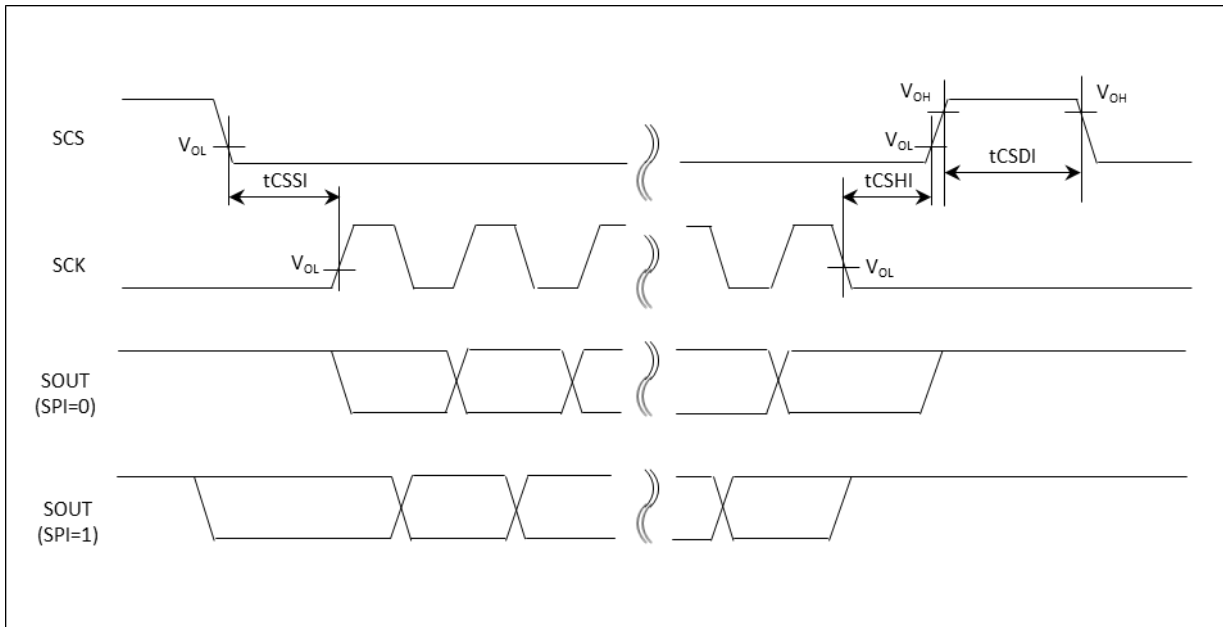 SCS
VOL
tCSSI
VOH
VOL
VOH
tCSDI
tCSHI
SCK
VOL
VOL
SOUT
(SPI=0)
SOUT
(SPI=1)